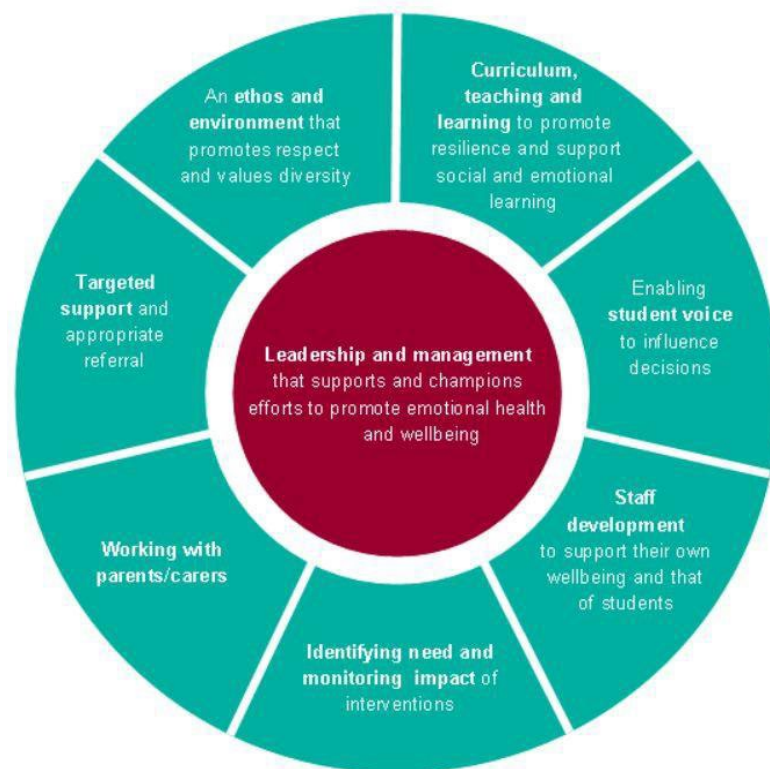 An ethos and
environment that
promotes respect
and values diversity
Curriculum,
teaching and
learning to promote
resilience and support
social and emotional
learning
Enabling
student voice
to influence
decisions
Staff
development
to support their own
wellbeing and that
of students
Identifying need and
monitoring impact of
interventions
Working with
parents/carers
Targeted
support and
appropriate
referral
Leadership and management
that supports and champions
efforts to promote emotional health
and wellbeing